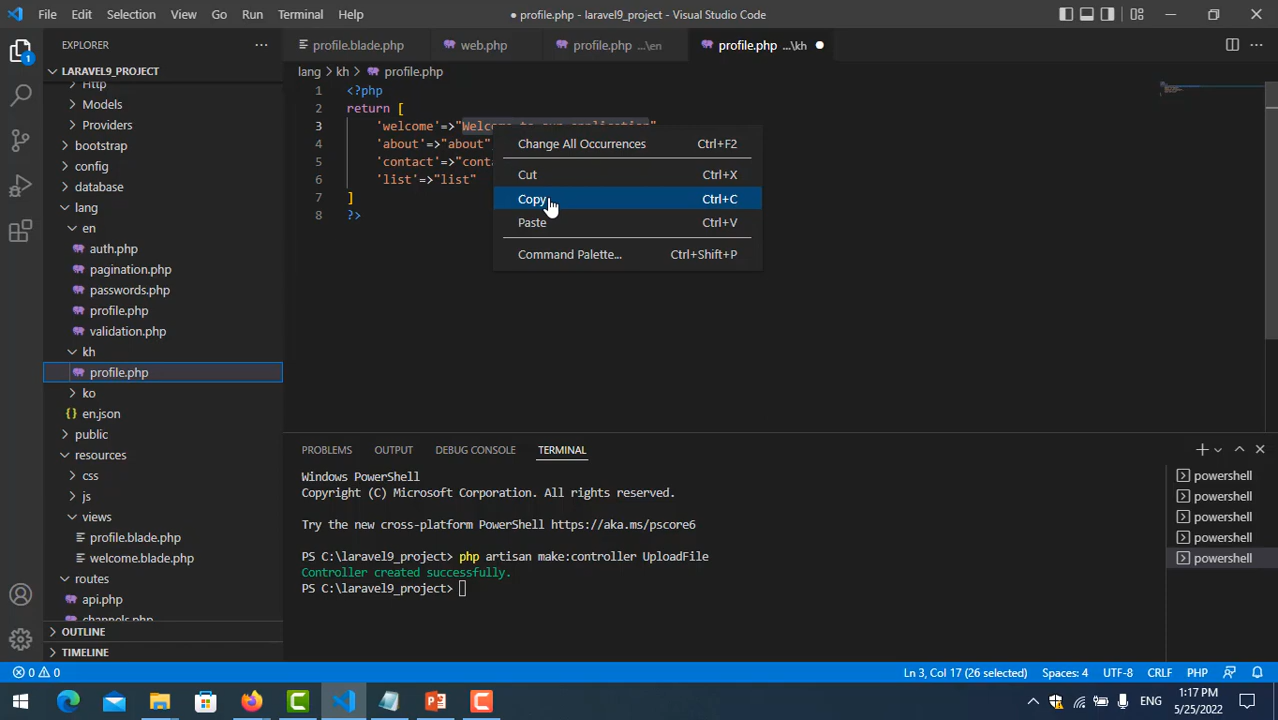 File Edit Selection View Go Run Terminal Help
● profile.php - laravel9_project - Visual Studio Code
EXPLORER
profile.blade.php
web.php
profile.php ...\en
profile.php ...\kh
LARAVEL9_PROJECT
lang > kh > profile.php
Http
Models
Providers
bootstrap
config
database
lang
en
auth.php
pagination.php
passwords.php
profile.php
validation.php
kh
profile.php
ko
en.json
public
resources
css
js
views
profile.blade.php
welcome.blade.php
routes
api.php
channels.php
OUTLINE
TIMELINE
1 <?php
2 return [
3 'welcome'=>"Welcome to our application"
4 'about'=>"about"
5 'contact'=>"conta
6 'list'=>"list"
7 ]
8 ?>
Change All Occurrences Ctrl+F2
Cut Ctrl+X
Copy Ctrl+C
Paste Ctrl+V
Command Palette... Ctrl+Shift+P
PROBLEMS OUTPUT DEBUG CONSOLE TERMINAL
Windows PowerShell
Copyright (C) Microsoft Corporation. All rights reserved.
Try the new cross-platform PowerShell https://aka.ms/pscore6
PS C:\laravel9_project> php artisan make:controller UploadFile
Controller created successfully.
PS C:\laravel9_project>
powershell
powershell
powershell
powershell
powershell
0 0
Ln 3, Col 17 (26 selected) Spaces: 4 UTF-8 CRLF PHP
ENG
1:17 PM
5/25/2022